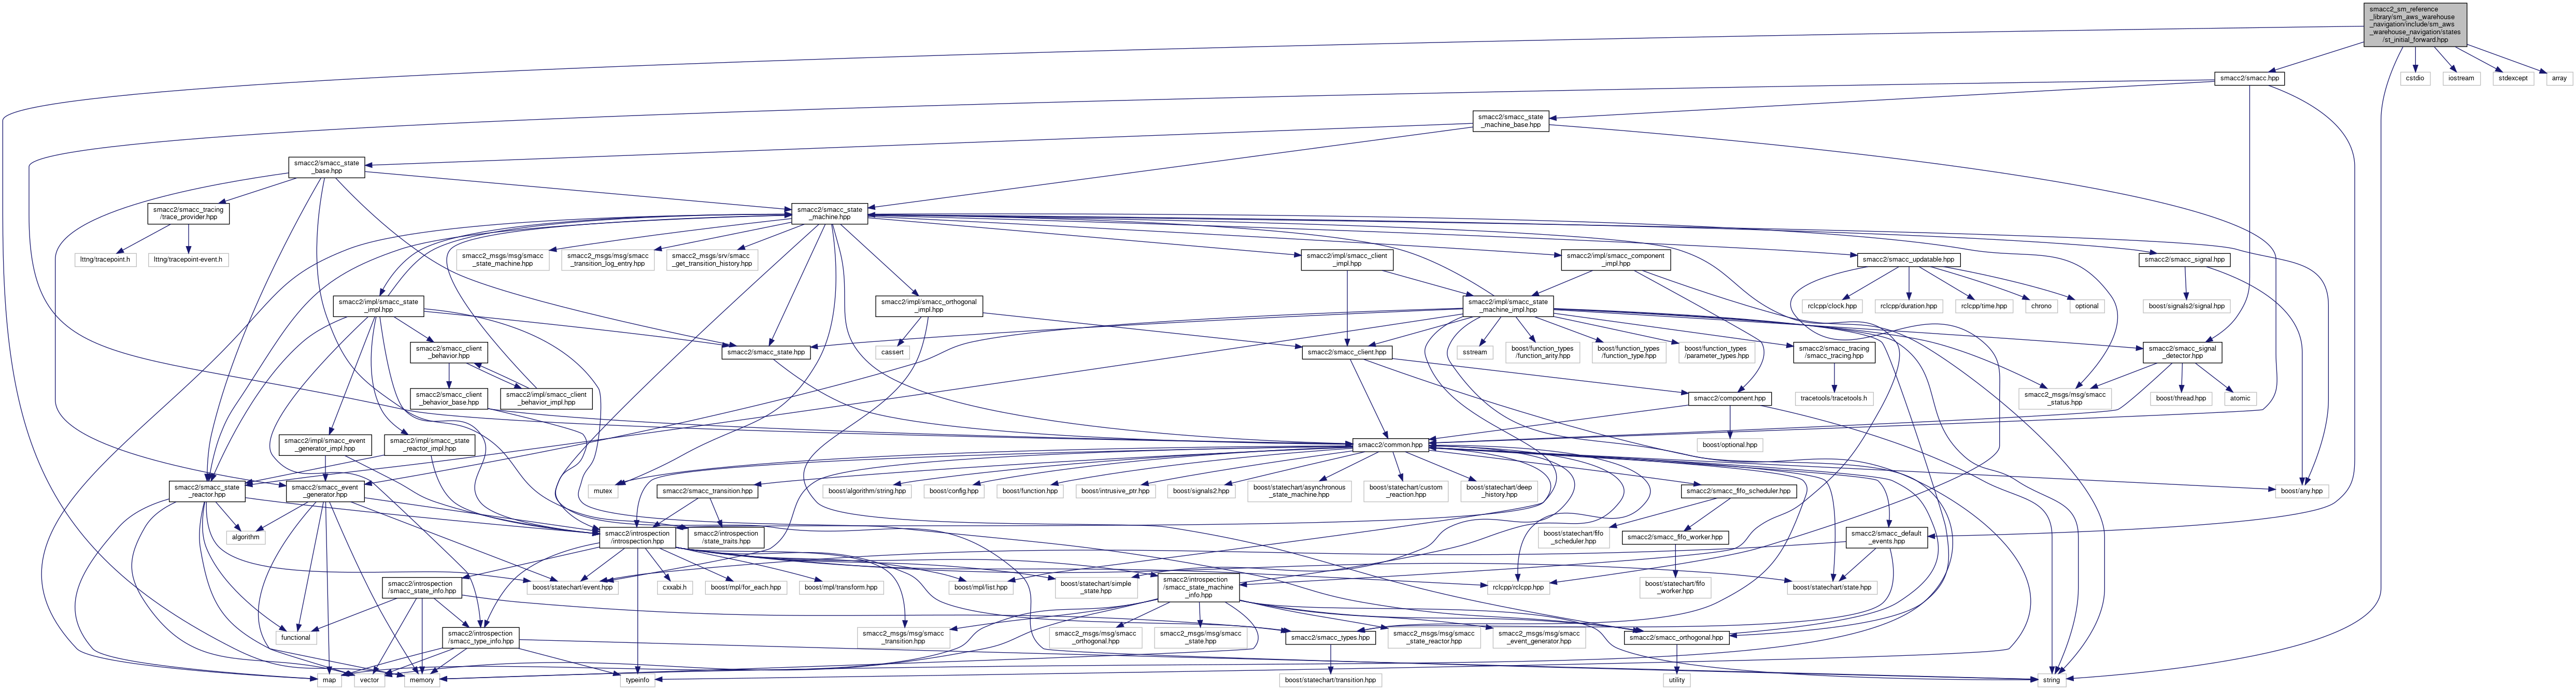 smacc2_sm_reference
_library/sm_aws_warehouse
_navigation/include/sm_aws
_warehouse_navigation/states
/st_initial_forward.hpp
smacc2/smacc.hpp
cstdio
iostream
stdexcept
array
smacc2/smacc_state
_machine_base.hpp
smacc2/smacc_state
_base.hpp
smacc2/smacc_tracing
/trace_provider.hpp
smacc2/smacc_state
_machine.hpp
lttng/tracepoint.h
lttng/tracepoint-event.h
smacc2_msgs/msg/smacc
_state_machine.hpp
smacc2_msgs/msg/smacc
_transition_log_entry.hpp
smacc2_msgs/srv/smacc
_get_transition_history.hpp
smacc2/impl/smacc_client
_impl.hpp
smacc2/impl/smacc_component
_impl.hpp
smacc2/smacc_updatable.hpp
smacc2/smacc_signal.hpp
smacc2/impl/smacc_state
_impl.hpp
smacc2/impl/smacc_orthogonal
_impl.hpp
smacc2/impl/smacc_state
_machine_impl.hpp
rclcpp/clock.hpp
rclcpp/duration.hpp
rclcpp/time.hpp
chrono
optional
boost/signals2/signal.hpp
smacc2/smacc_client
_behavior.hpp
smacc2/smacc_state.hpp
cassert
smacc2/smacc_client.hpp
sstream
boost/function_types
/function_arity.hpp
boost/function_types
/function_type.hpp
boost/function_types
/parameter_types.hpp
smacc2/smacc_tracing
/smacc_tracing.hpp
smacc2/smacc_signal
_detector.hpp
smacc2/smacc_client
_behavior_base.hpp
smacc2/impl/smacc_client
_behavior_impl.hpp
smacc2/component.hpp
tracetools/tracetools.h
smacc2_msgs/msg/smacc
_status.hpp
boost/thread.hpp
atomic
smacc2/impl/smacc_event
_generator_impl.hpp
smacc2/impl/smacc_state
_reactor_impl.hpp
smacc2/common.hpp
boost/optional.hpp
smacc2/smacc_state
_reactor.hpp
smacc2/smacc_event
_generator.hpp
mutex
smacc2/smacc_transition.hpp
boost/algorithm/string.hpp
boost/config.hpp
boost/function.hpp
boost/intrusive_ptr.hpp
boost/signals2.hpp
boost/statechart/asynchronous
_state_machine.hpp
boost/statechart/custom
_reaction.hpp
boost/statechart/deep
_history.hpp
smacc2/smacc_fifo_scheduler.hpp
boost/any.hpp
algorithm
smacc2/introspection
/introspection.hpp
smacc2/introspection
/state_traits.hpp
boost/statechart/fifo
_scheduler.hpp
smacc2/smacc_fifo_worker.hpp
smacc2/smacc_default
_events.hpp
smacc2/introspection
/smacc_state_info.hpp
boost/statechart/event.hpp
cxxabi.h
boost/mpl/for_each.hpp
boost/mpl/transform.hpp
boost/mpl/list.hpp
boost/statechart/simple
_state.hpp
smacc2/introspection
/smacc_state_machine
_info.hpp
rclcpp/rclcpp.hpp
boost/statechart/fifo
_worker.hpp
boost/statechart/state.hpp
functional
smacc2/introspection
/smacc_type_info.hpp
smacc2_msgs/msg/smacc
_transition.hpp
smacc2_msgs/msg/smacc
_orthogonal.hpp
smacc2_msgs/msg/smacc
_state.hpp
smacc2/smacc_types.hpp
smacc2_msgs/msg/smacc
_state_reactor.hpp
smacc2_msgs/msg/smacc
_event_generator.hpp
smacc2/smacc_orthogonal.hpp
map
vector
memory
typeinfo
boost/statechart/transition.hpp
utility
string